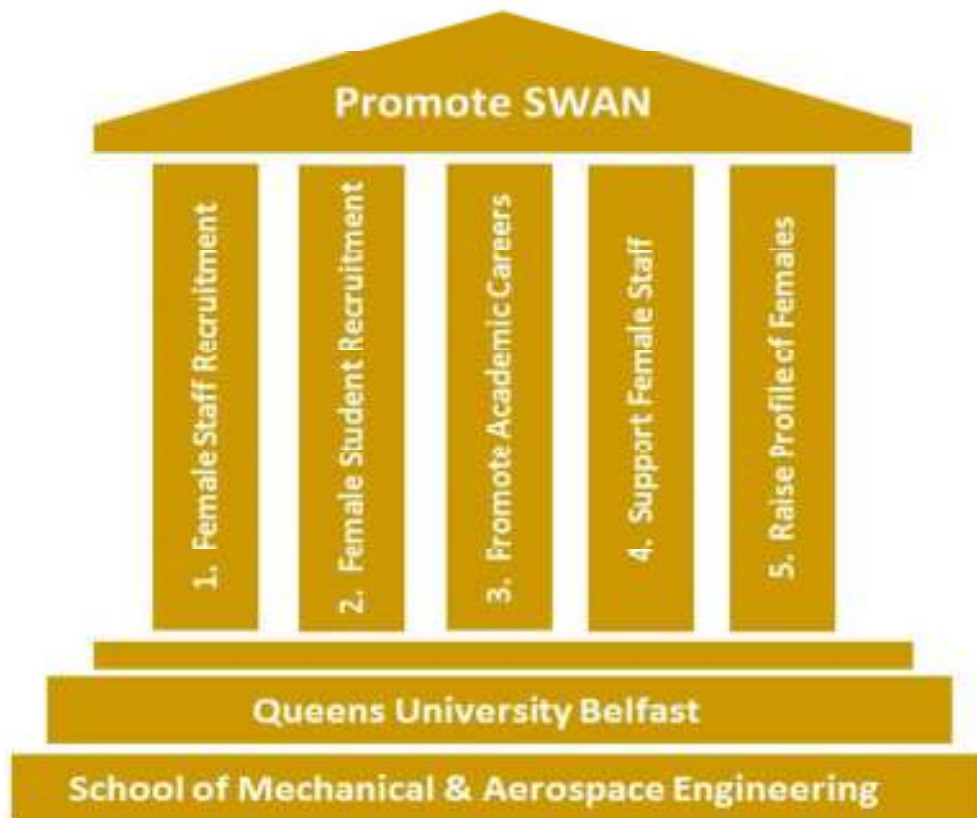 Promote SWAN
1. Female Staff Recruitment
2. Female Student Recruitment
3. Promote Academic Careers
4. Support Female Staff
5. Raise Profile of Females
Queens University Belfast
School of Mechanical & Aerospace Engineering